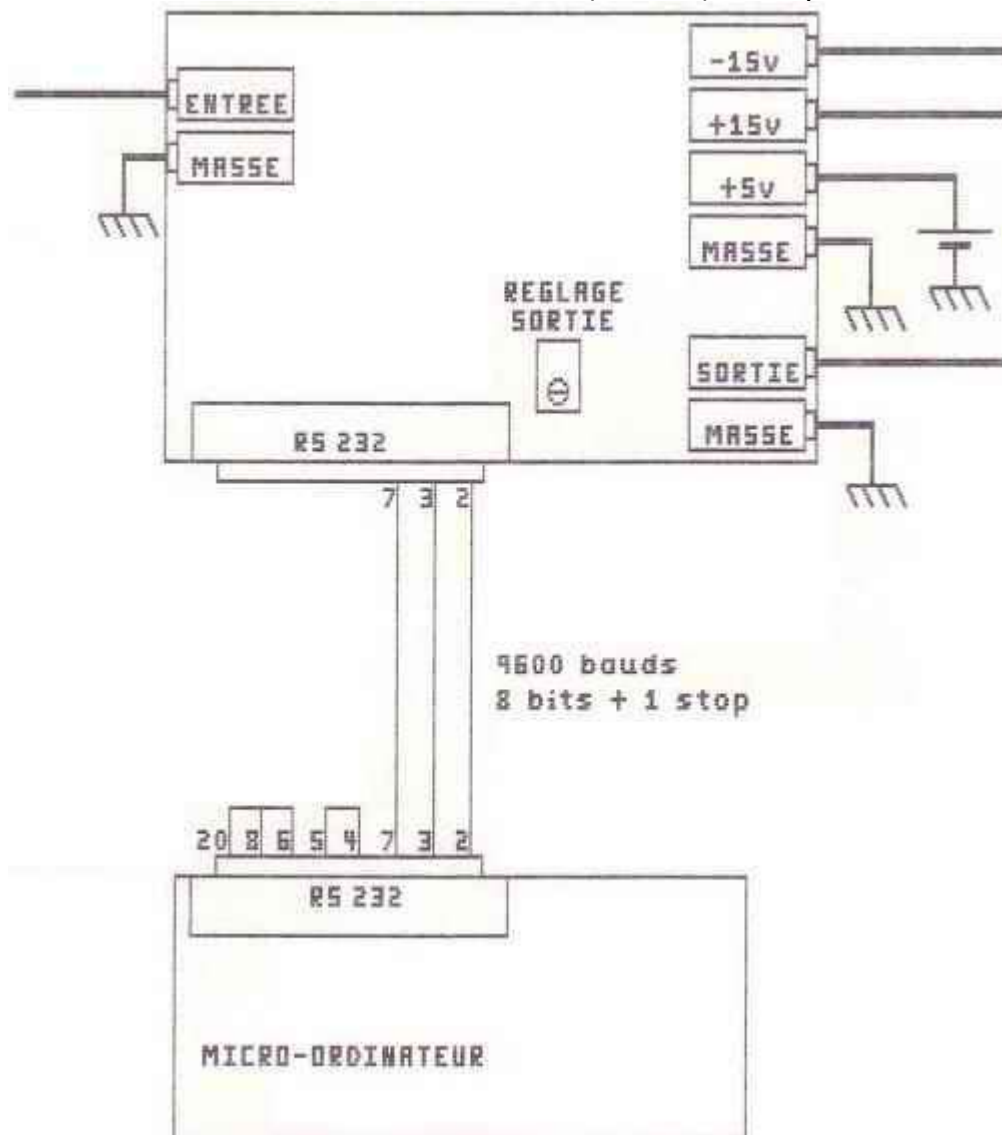 -15v
ENTREE
+15v
MASSE
+5v
MASSE
REGLAGE
SORTIE
SORTIE
MASSE
RS 232
7 3 2
9600 bauds
8 bits + 1 stop
20 8 6 5 4 7 3 2
RS 232
MICRO-ORDINATEUR